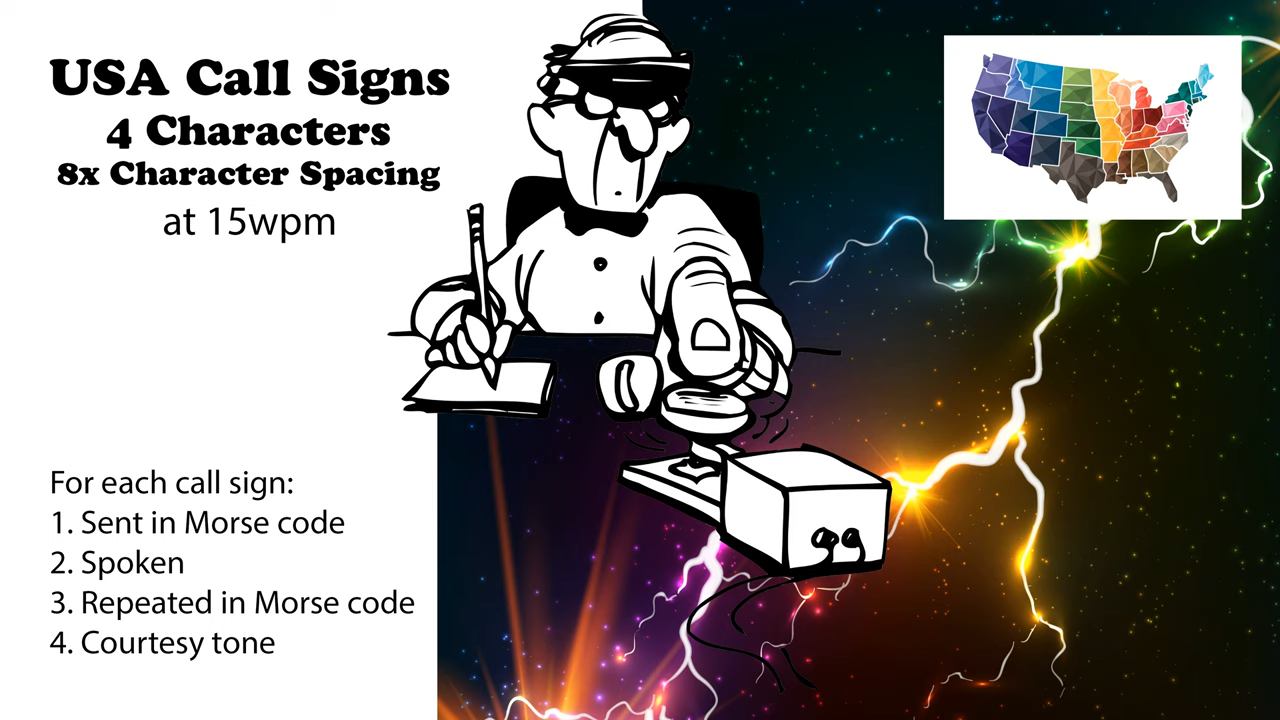 USA Call Signs
4 Characters
8x Character Spacing
at 15wpm
For each call sign:
1. Sent in Morse code
2. Spoken
3. Repeated in Morse code
4. Courtesy tone